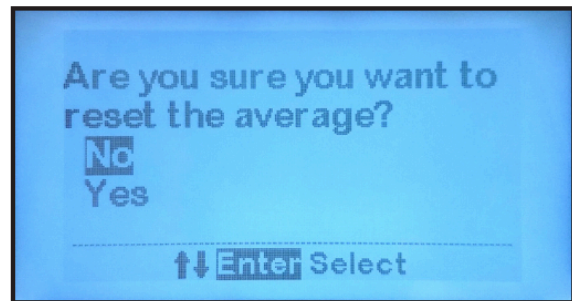 Are you sure you want to
reset the average?
No
Yes
↑↓ Enter Select